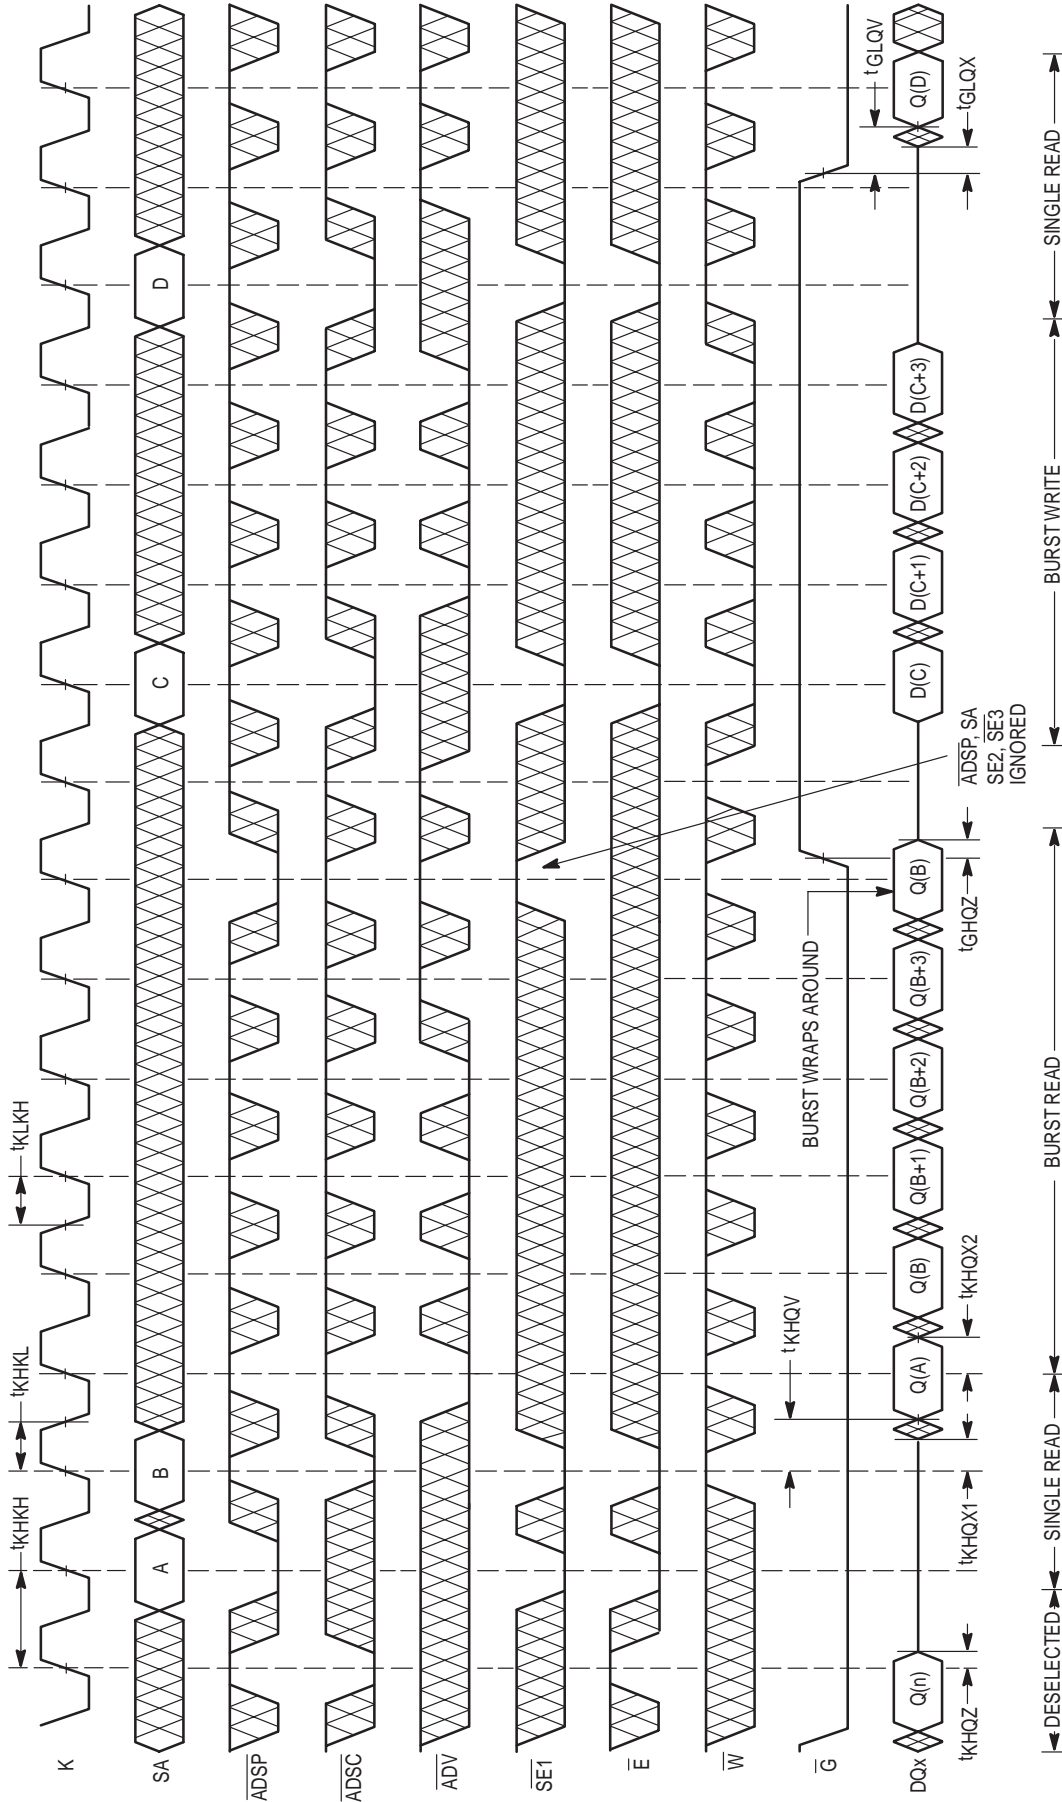 tKHKH
tKHKL
tKLKH
K
SA
A
B
C
D
ADSP
ADSC
ADV
SE1
E
W
G
tKHQV
BURST WRAPS AROUND
ADSP, SA
SE2, SE3
IGNORED
tGLQV
DQx
Q(n)
Q(A)
Q(B)
Q(B+1)
Q(B+2)
Q(B+3)
Q(B)
D(C)
D(C+1)
D(C+2)
D(C+3)
Q(D)
tKHQZ
tKHQX1
tKHQX2
tGHQZ
tGLQX
DESELECTED
SINGLE READ
BURST READ
BURST WRITE
SINGLE READ